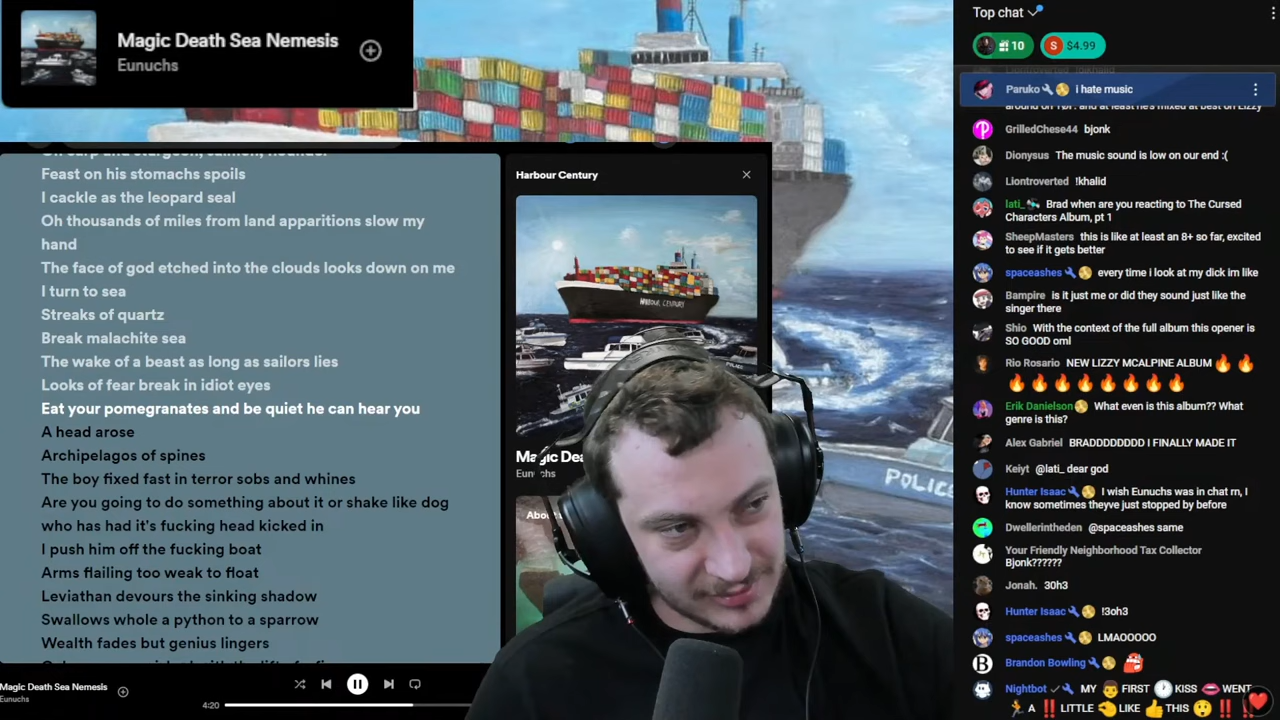 Magic Death Sea Nemesis
Eunuchs
Feast on his stomachs spoils
I cackle as the leopard seal
Oh thousands of miles from land apparitions slow my
hand
The face of god etched into the clouds looks down on me
I turn to sea
Streaks of quartz
Break malachite sea
The wake of a beast as long as sailors lies
Looks of fear break in idiot eyes
Eat your pomegranates and be quiet he can hear you
A head arose
Archipelagos of spines
The boy fixed fast in terror sobs and whines
Are you going to do something about it or shake like dog
who has had it's fucking head kicked in
I push him off the fucking boat
Arms flailing too weak to float
Leviathan devours the sinking shadow
Swallows whole a python to a sparrow
Wealth fades but genius lingers
Magic Death Sea Nemesis
Eunuchs
4:20
Harbour Century
HARBOUR CENTURY
Magic
POLICE
Top chat
10
S $4.99
Paruko i hate music
GrilledChese44 bjonk
Dionysus The music sound is low on our end :(
Liontroverted !khalid
lati_ Brad when are you reacting to The Cursed
Characters Album, pt 1
SheepMasters this is like at least an 8+ so far, excited
to see if it gets better
spaceashes every time i look at my dick im like
Bampire is it just me or did they sound just like the
singer there
Shio With the context of the full album this opener is
SO GOOD oml
Rio Rosario NEW LIZZY MCALPINE ALBUM 🔥 🔥
🔥 🔥 🔥 🔥 🔥 🔥 🔥 🔥
Erik Danielson What even is this album?? What
genre is this?
Alex Gabriel BRADDDDDDD I FINALLY MADE IT
Keiyt @lati_ dear god
Hunter Isaac I wish Eunuchs was in chat rn, I
know sometimes theyve just stopped by before
Dwellerintheden @spaceashes same
Your Friendly Neighborhood Tax Collector
Bjonk??????
Jonah. 30h3
Hunter Isaac !3oh3
spaceashes LMAOOOOO
B Brandon Bowling
Nightbot MY 👨 FIRST 🕐 KISS 👄 WENT
🏃 A ‼️ LITTLE 🤏 LIKE 👍 THIS 😲 ‼️